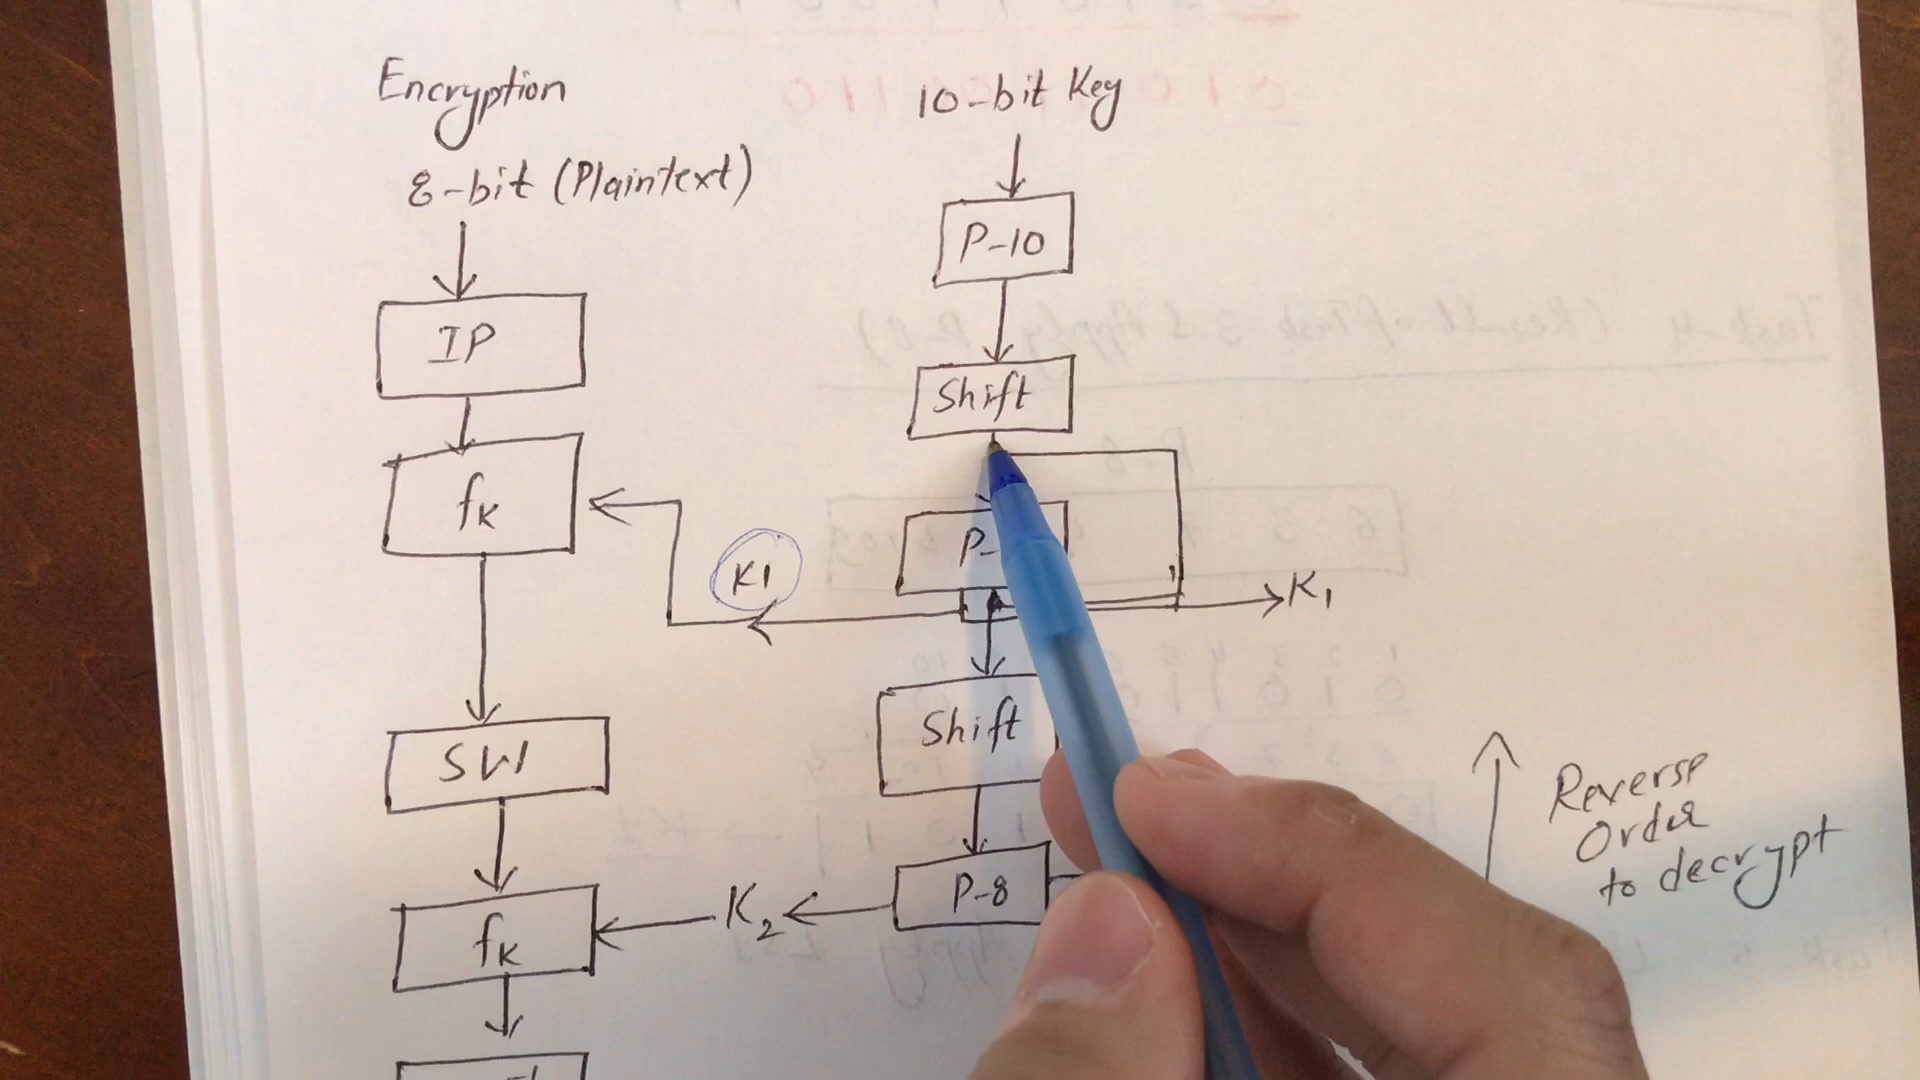 Encryption
8-bit (Plaintext)
IP
fK
SW
fK
10-bit Key
P-10
Shift
P-
K1
K1
Shift
P-8
K2
Reverse
Order
to decrypt